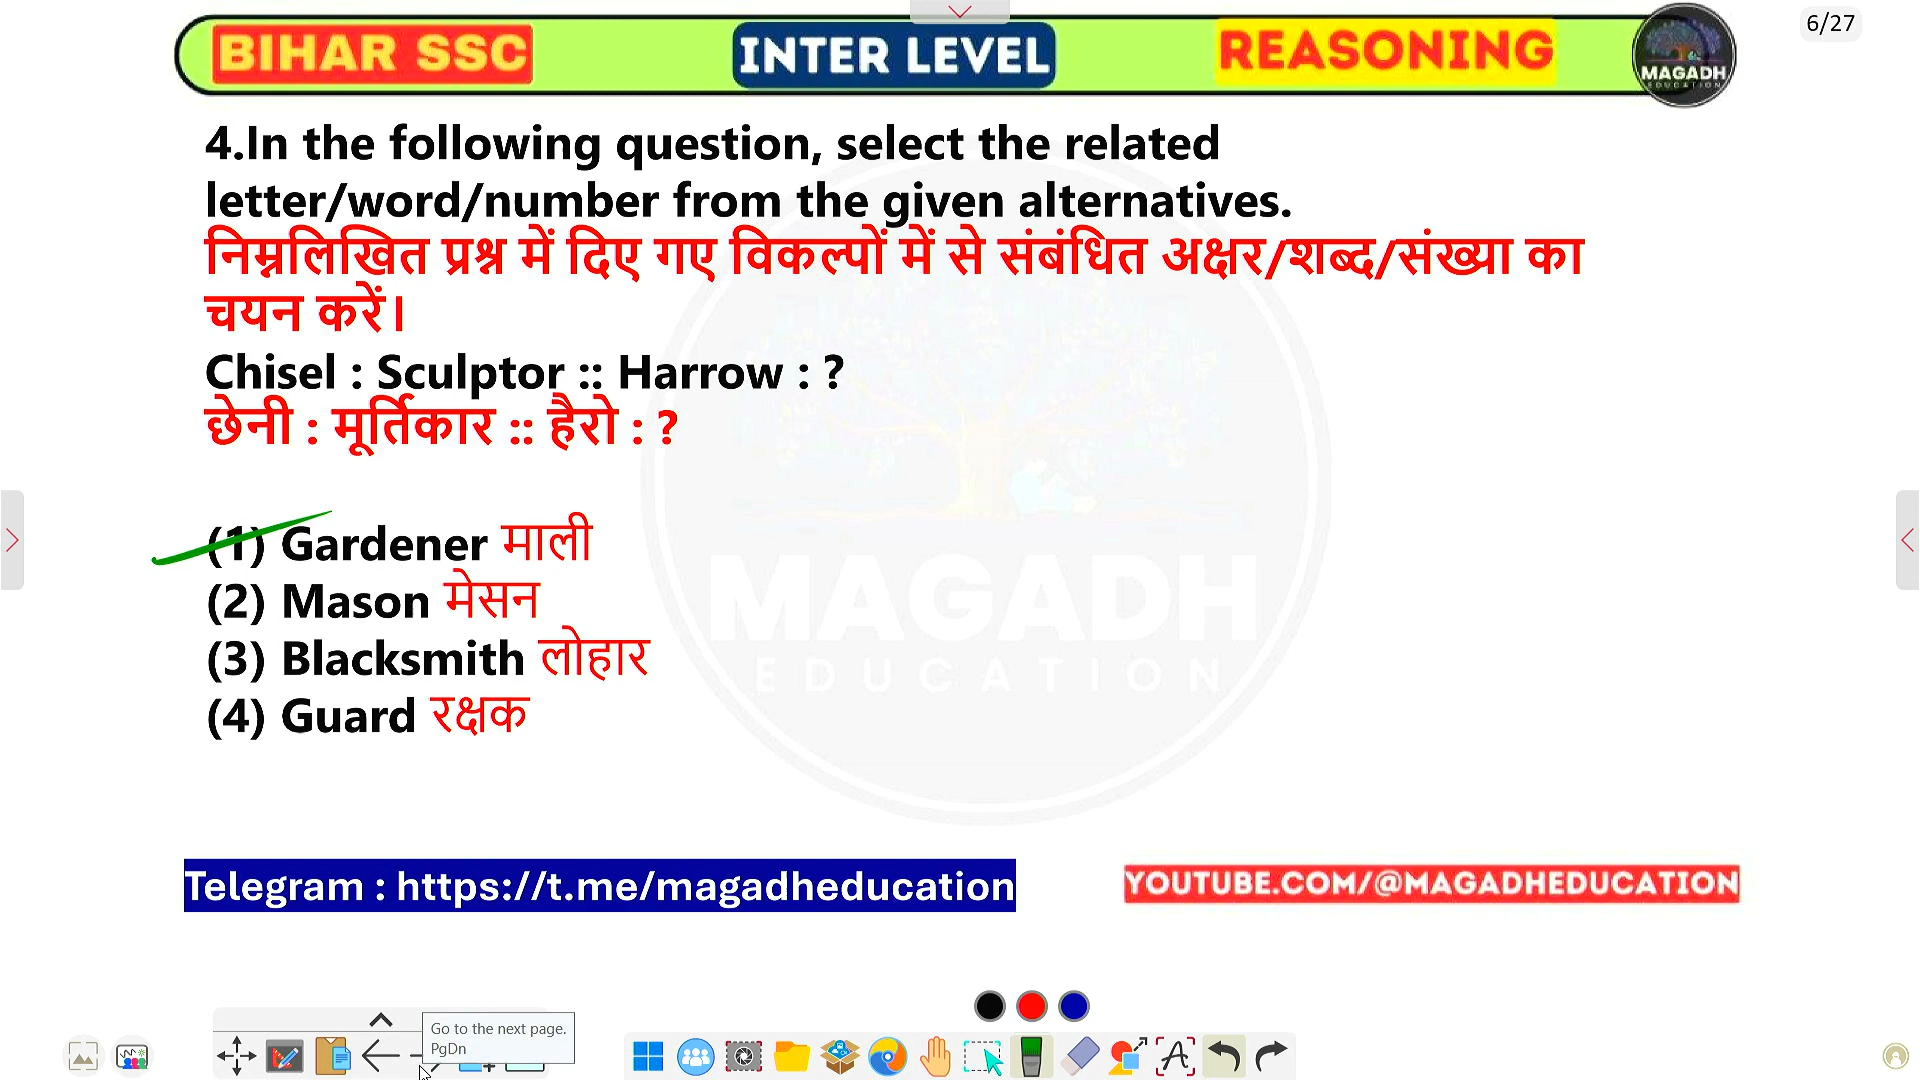 BIHAR SSC
INTER LEVEL
REASONING
MAGADH
EDUCATION
6/27
4.In the following question, select the related
letter/word/number from the given alternatives.
निम्नलिखित प्रश्न में दिए गए विकल्पों में से संबंधित अक्षर/शब्द/संख्या का
चयन करें।
Chisel : Sculptor :: Harrow : ?
छेनी : मूर्तिकार :: हैरो : ?
(1) Gardener माली
(2) Mason मेसन
(3) Blacksmith लोहार
(4) Guard रक्षक
MAGADH
EDUCATION
Telegram : https://t.me/magadheducation
YOUTUBE.COM/@MAGADHEDUCATION
Go to the next page.
PgDn